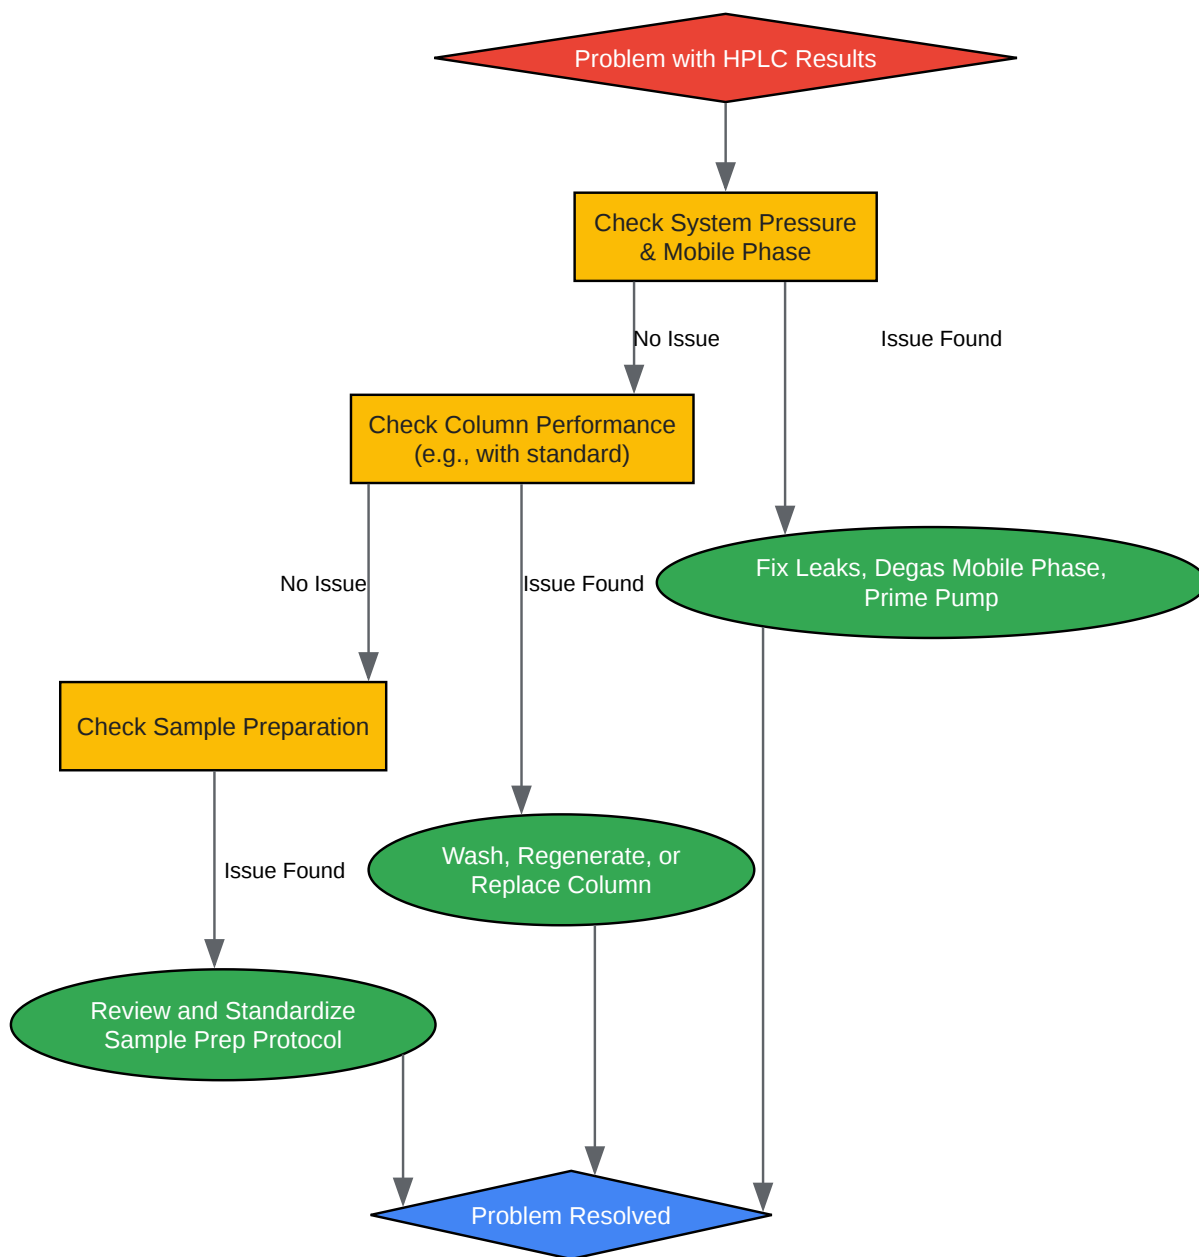 Problem with HPLC Results
Check System Pressure
& Mobile Phase
No Issue
Issue Found
Check Column Performance
(e.g., with standard)
No Issue
Issue Found
Fix Leaks, Degas Mobile Phase,
Prime Pump
Check Sample Preparation
Issue Found
Wash, Regenerate, or
Replace Column
Review and Standardize
Sample Prep Protocol
Problem Resolved